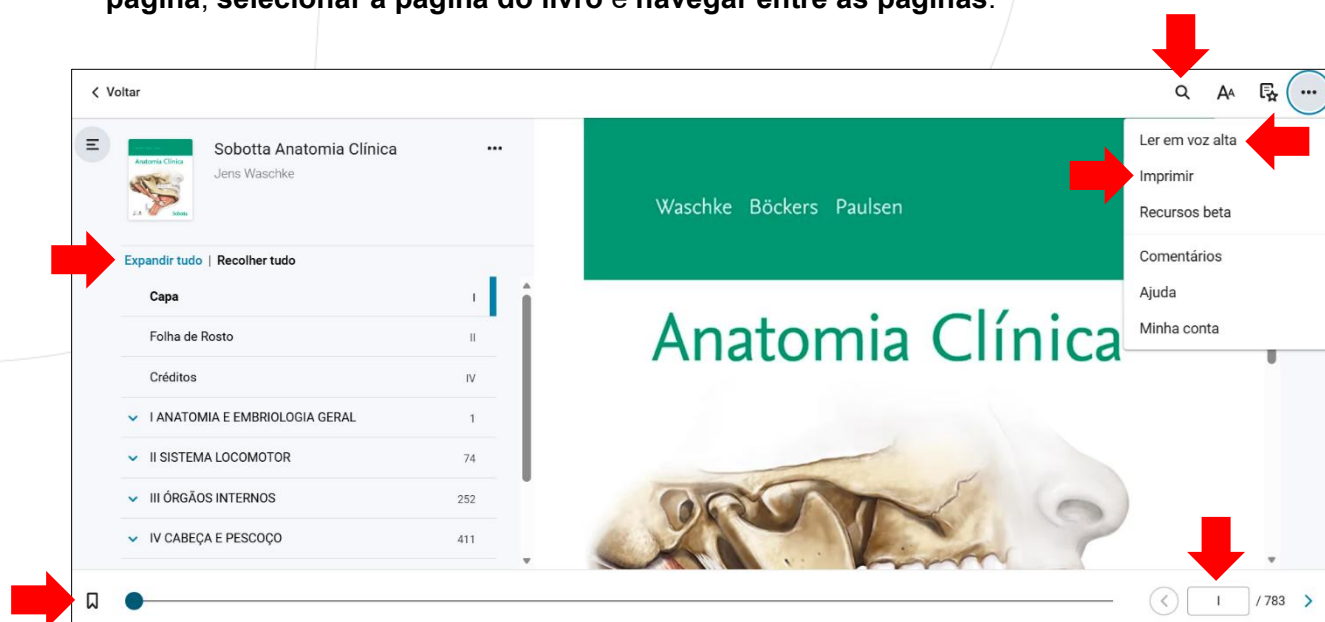 página, selecionar a página do livro e navegar entre as páginas.
Voltar
AA
Sobotta Anatomia Clínica
Jens Waschke
Anatomia Clínica
Sobotta
Expandir tudo | Recolher tudo
Capa I
Folha de Rosto II
Créditos IV
I ANATOMIA E EMBRIOLOGIA GERAL 1
II SISTEMA LOCOMOTOR 74
III ÓRGÃOS INTERNOS 252
IV CABEÇA E PESCOÇO 411
Waschke Böckers Paulsen
Anatomia Clínica
Ler em voz alta
Imprimir
Recursos beta
Comentários
Ajuda
Minha conta
I / 783